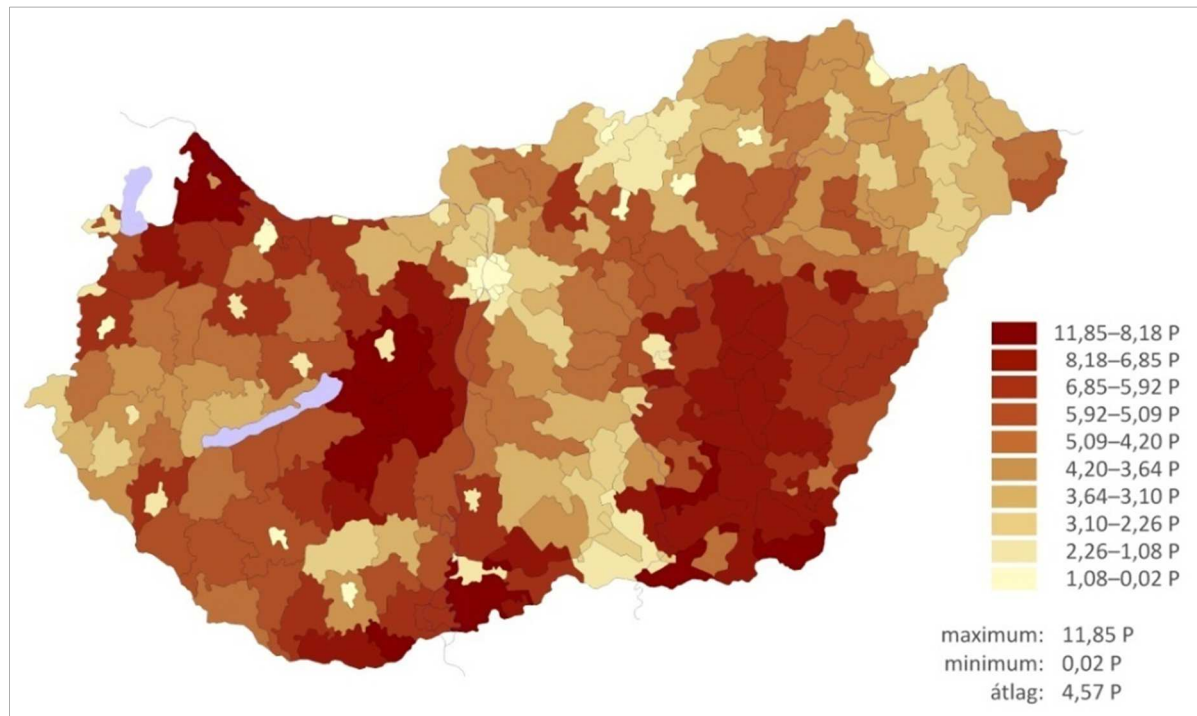 11,85–8,18 P
8,18–6,85 P
6,85–5,92 P
5,92–5,09 P
5,09–4,20 P
4,20–3,64 P
3,64–3,10 P
3,10–2,26 P
2,26–1,08 P
1,08–0,02 P
maximum: 11,85 P
minimum: 0,02 P
átlag: 4,57 P